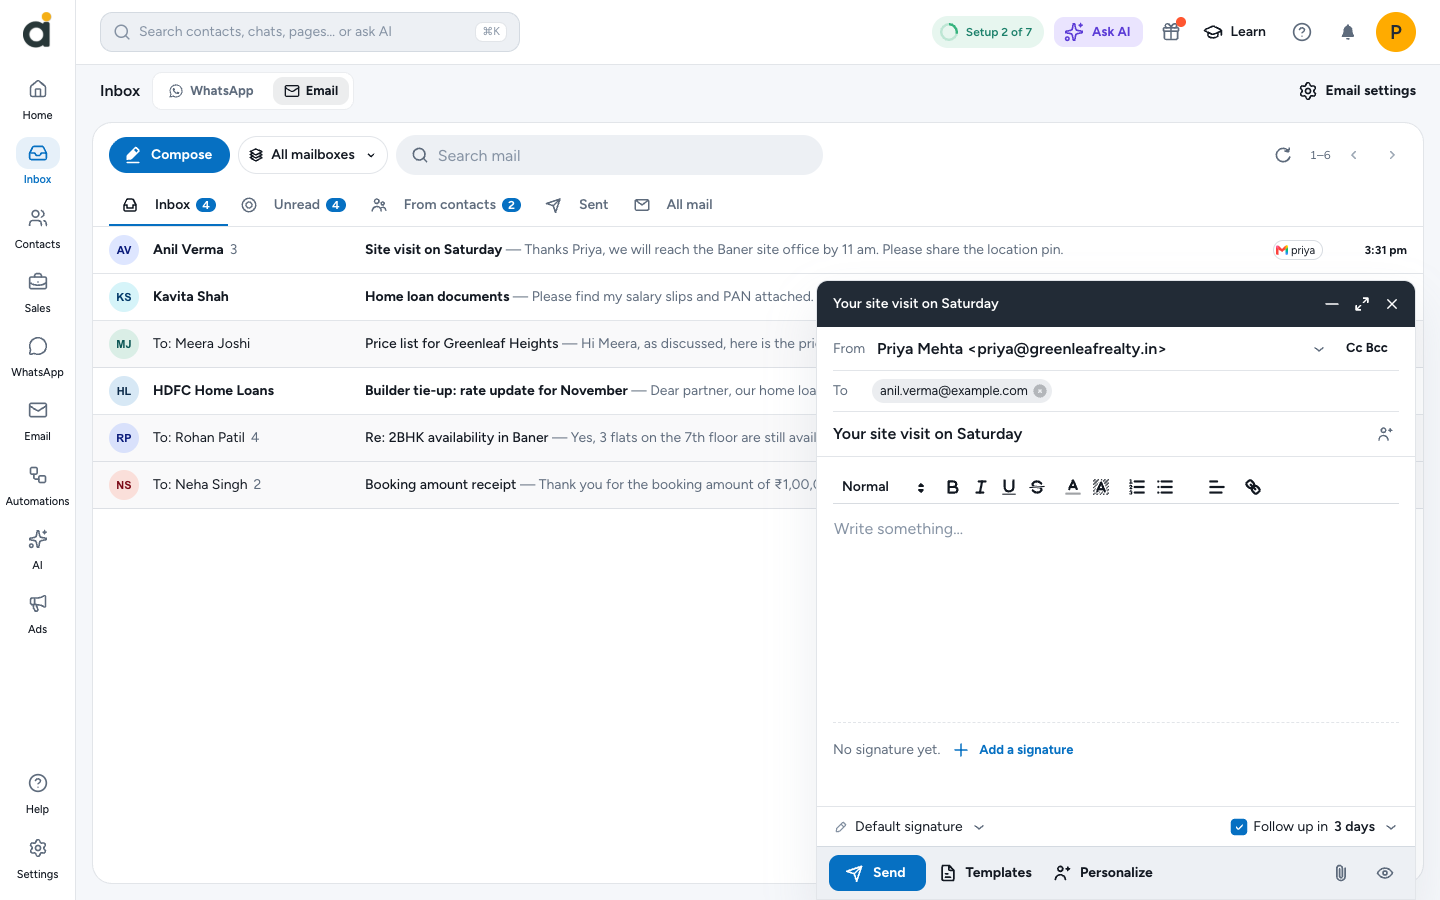 Search contacts, chats, pages... or ask AI
⌘K
Setup 2 of 7
Ask AI
Learn
P
Home
Inbox
Contacts
Sales
WhatsApp
Email
Automations
AI
Ads
Help
Settings
Inbox
WhatsApp
Email
Email settings
Compose
All mailboxes
Search mail
1–6
Inbox 4
Unread 4
From contacts 2
Sent
All mail
AV Anil Verma 3 Site visit on Saturday — Thanks Priya, we will reach the Baner site office by 11 am. Please share the location pin. priya 3:31 pm
KS Kavita Shah Home loan documents — Please find my salary slips and PAN attached.
MJ To: Meera Joshi Price list for Greenleaf Heights — Hi Meera, as discussed, here is the
HL HDFC Home Loans Builder tie-up: rate update for November — Dear partner, our home
RP To: Rohan Patil 4 Re: 2BHK availability in Baner — Yes, 3 flats on the 7th floor are still
NS To: Neha Singh 2 Booking amount receipt — Thank you for the booking amount of
Your site visit on Saturday
From Priya Mehta <priya@greenleafrealty.in> Cc Bcc
To anil.verma@example.com
Your site visit on Saturday
Normal B I U S A A
Write something...
No signature yet. Add a signature
Default signature
Follow up in 3 days
Send
Templates
Personalize